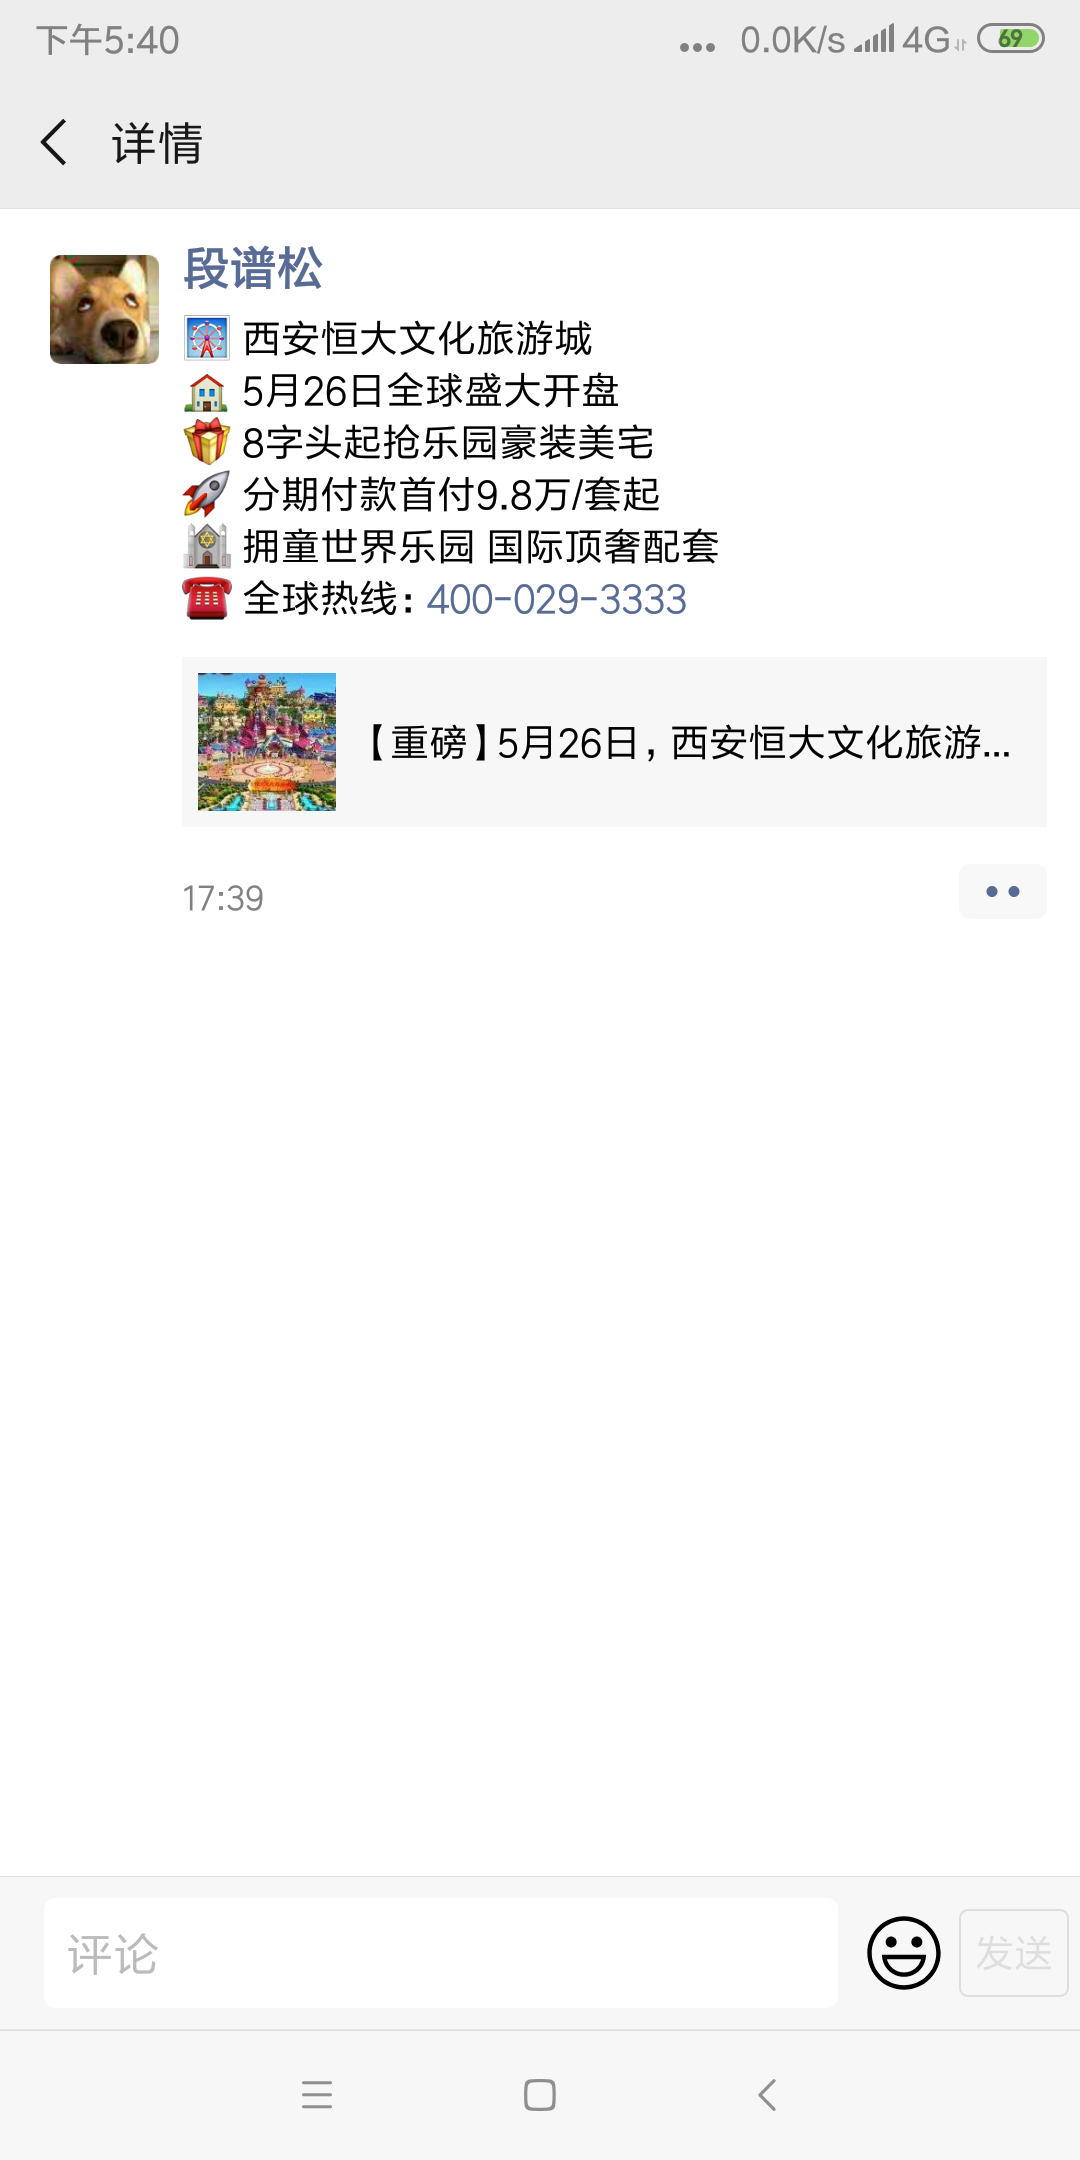 下午5:40
... 0.0K/s 4G 69
详情
段谱松
西安恒大文化旅游城
5月26日全球盛大开盘
8字头起抢乐园豪装美宅
分期付款首付9.8万/套起
拥童世界乐园 国际顶奢配套
全球热线：400-029-3333
【重磅】5月26日，西安恒大文化旅游...
17:39
评论
发送